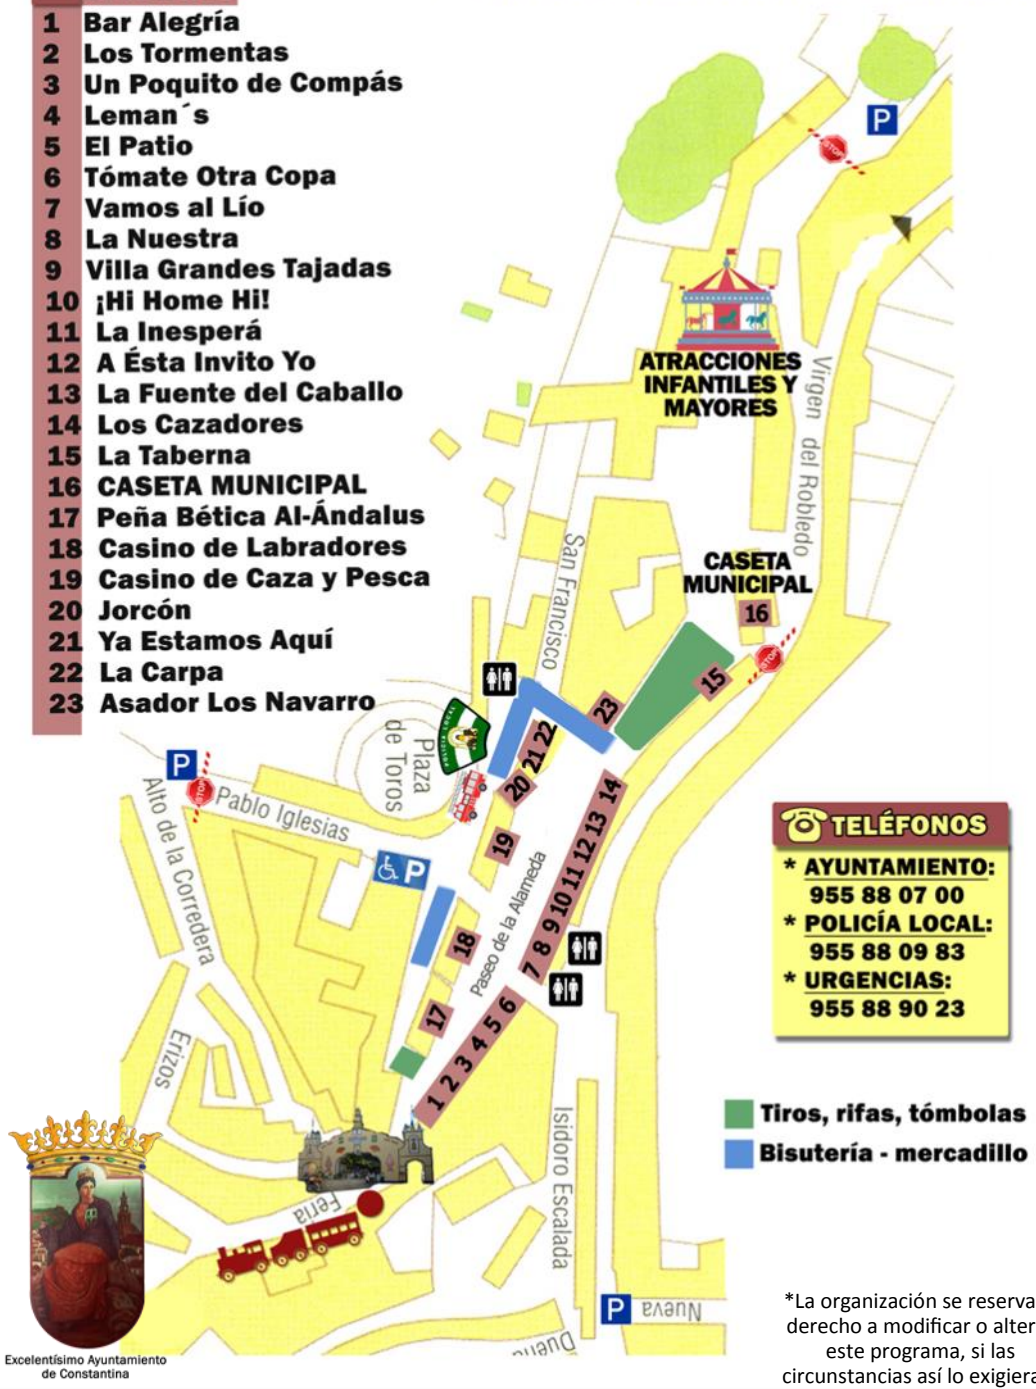 1 Bar Alegría
2 Los Tormentas
3 Un Poquito de Compás
4 Leman´s
5 El Patio
6 Tómate Otra Copa
7 Vamos al Lío
8 La Nuestra
9 Villa Grandes Tajadas
10 ¡Hi Home Hi!
11 La Inesperá
12 A Ésta Invito Yo
13 La Fuente del Caballo
14 Los Cazadores
15 La Taberna
16 CASETA MUNICIPAL
17 Peña Bética Al-Ándalus
18 Casino de Labradores
19 Casino de Caza y Pesca
20 Jorcón
21 Ya Estamos Aquí
22 La Carpa
23 Asador Los Navarro
P
STOP
ATRACCIONES
INFANTILES Y
MAYORES
Virgen del Robledo
San Francisco
CASETA
MUNICIPAL
16
STOP
15
23
POLICIA LOCAL
Plaza
de Toros
22
21
20
19
14
13
12
11
10
9
8
7
P
STOP
Pablo Iglesias
Alto de la Corredera
P
Paseo de la Alameda
18
17
6
5
4
3
2
1
Erizos
Feria
Isidoro Escalada
P
Nueva
TELÉFONOS
* AYUNTAMIENTO:
955 88 07 00
* POLICÍA LOCAL:
955 88 09 83
* URGENCIAS:
955 88 90 23
Tiros, rifas, tómbolas
Bisutería - mercadillo
Excelentísimo Ayuntamiento
de Constantina
*La organización se reserva
derecho a modificar o alter
este programa, si las
circunstancias así lo exigiera